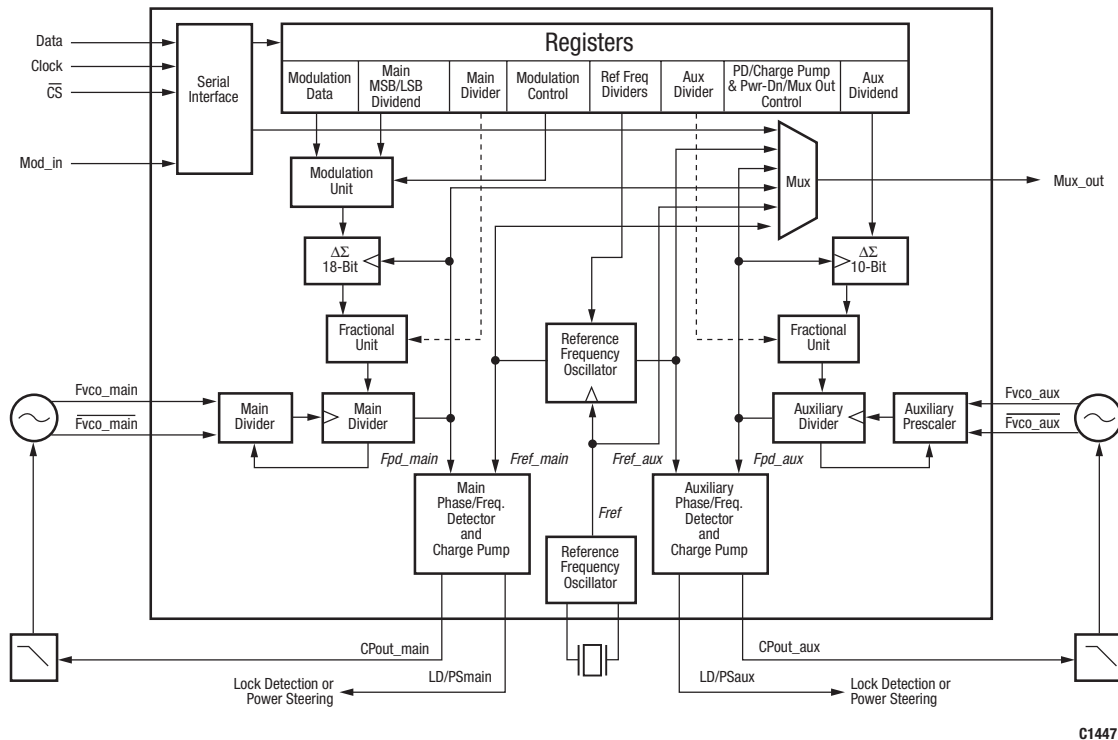 Registers
Data
Clock
C̅S̅
Mod_in
Serial
Interface
Modulation
Data
Main
MSB/LSB
Dividend
Main
Divider
Modulation
Control
Ref Freq
Dividers
Aux
Divider
PD/Charge Pump
& Pwr-Dn/Mux Out
Control
Aux
Dividend
Modulation
Unit
Mux
Mux_out
ΔΣ
18-Bit
ΔΣ
10-Bit
Fractional
Unit
Reference
Frequency
Oscillator
Fractional
Unit
Fvco_main
F̅v̅c̅o̅_̅m̅a̅i̅n̅
Main
Divider
Main
Divider
Auxiliary
Divider
Auxiliary
Prescaler
Fvco_aux
F̅v̅c̅o̅_̅a̅u̅x̅
Fpd_main
Fref_main
Fref_aux
Fpd_aux
Main
Phase/Freq.
Detector
and
Charge Pump
Fref
Reference
Frequency
Oscillator
Auxiliary
Phase/Freq.
Detector
and
Charge Pump
CPout_main
CPout_aux
LD/PSmain
LD/PSaux
Lock Detection or
Power Steering
Lock Detection or
Power Steering
C1447